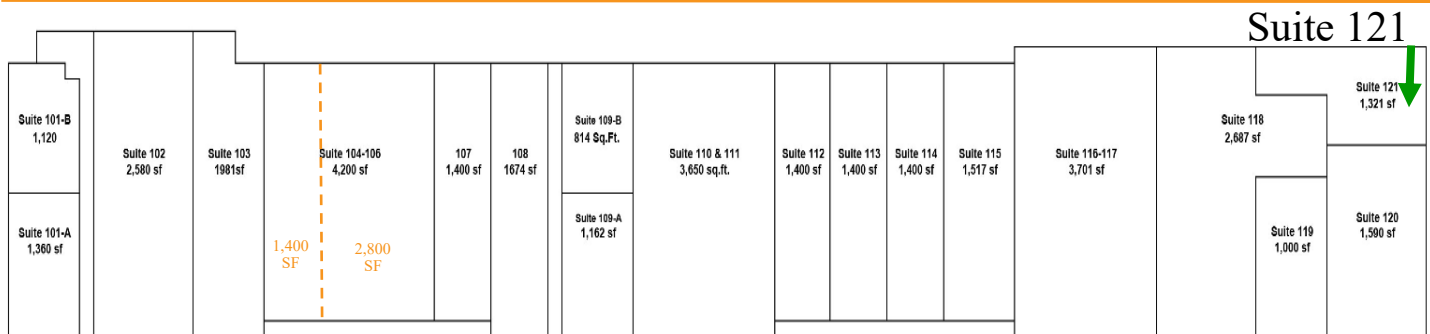 Suite 121
Suite 101-B
1,120
Suite 101-A
1,360 sf
Suite 102
2,580 sf
Suite 103
1981sf
Suite 104-106
4,200 sf
1,400
SF
2,800
SF
107
1,400 sf
108
1674 sf
Suite 109-B
814 Sq.Ft.
Suite 109-A
1,162 sf
Suite 110 & 111
3,650 sq.ft.
Suite 112
1,400 sf
Suite 113
1,400 sf
Suite 114
1,400 sf
Suite 115
1,517 sf
Suite 116-117
3,701 sf
Suite 118
2,687 sf
Suite 119
1,000 sf
Suite 121
1,321 sf
Suite 120
1,590 sf